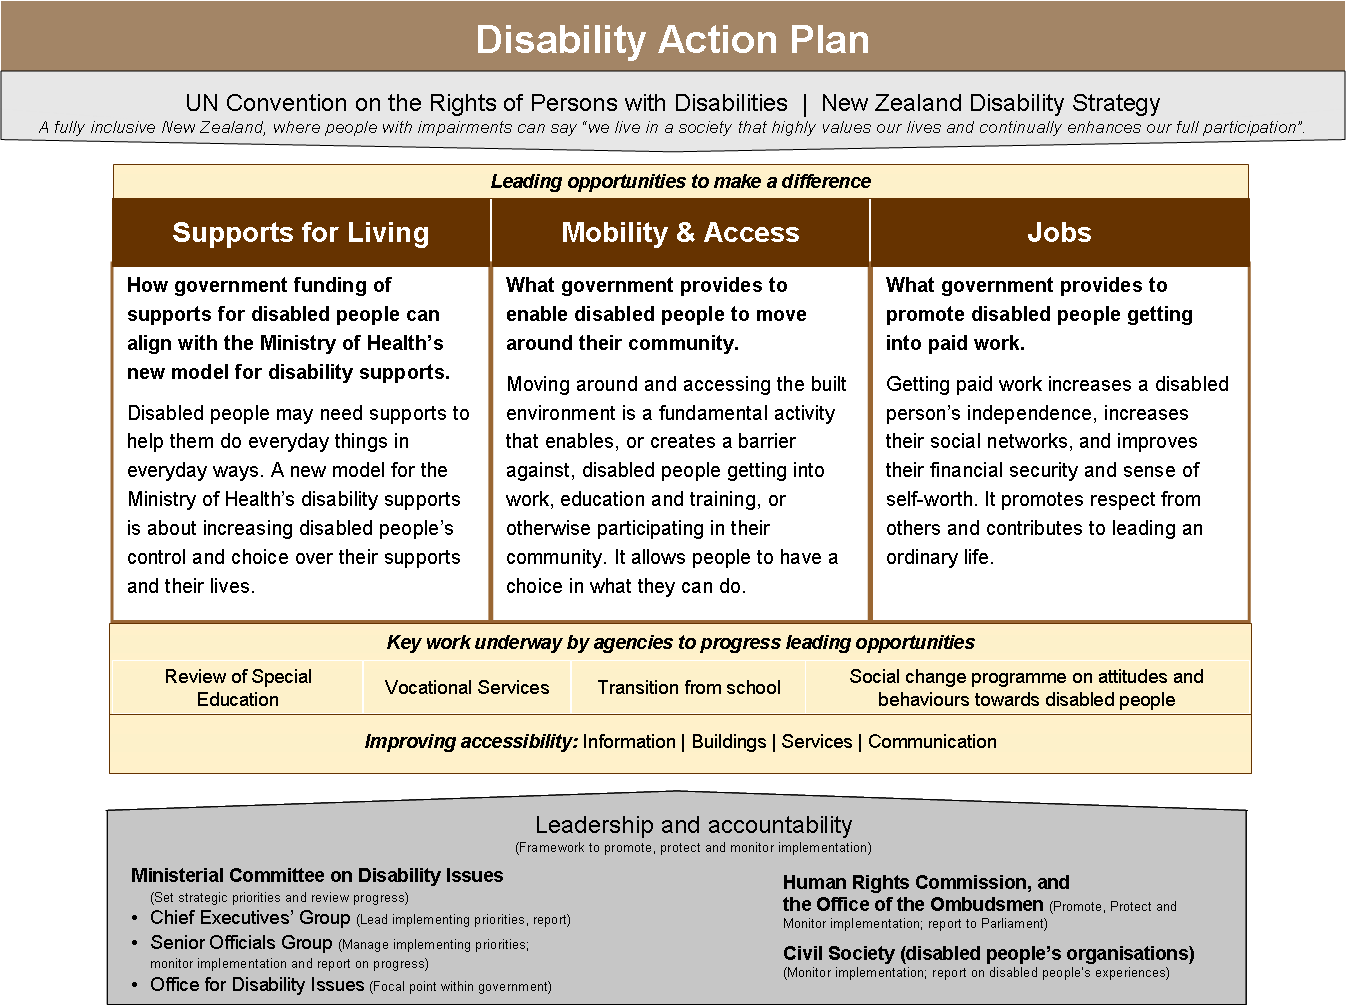 Disability Action Plan
UN Convention on the Rights of Persons with Disabilities | New Zealand Disability Strategy
A fully inclusive New Zealand, where people with impairments can say “we live in a society that highly values our lives and continually enhances our full participation”.
Leading opportunities to make a difference
Supports for Living
How government funding of
supports for disabled people can
align with the Ministry of Health’s
new model for disability supports.
Disabled people may need supports to
help them do everyday things in
everyday ways. A new model for the
Ministry of Health’s disability supports
is about increasing disabled people’s
control and choice over their supports
and their lives.
Mobility & Access
What government provides to
enable disabled people to move
around their community.
Moving around and accessing the built
environment is a fundamental activity
that enables, or creates a barrier
against, disabled people getting into
work, education and training, or
otherwise participating in their
community. It allows people to have a
choice in what they can do.
Jobs
What government provides to
promote disabled people getting
into paid work.
Getting paid work increases a disabled
person’s independence, increases
their social networks, and improves
their financial security and sense of
self-worth. It promotes respect from
others and contributes to leading an
ordinary life.
Key work underway by agencies to progress leading opportunities
Review of Special
Education
Vocational Services
Transition from school
Social change programme on attitudes and
behaviours towards disabled people
Improving accessibility: Information | Buildings | Services | Communication
Leadership and accountability
(Framework to promote, protect and monitor implementation)
Ministerial Committee on Disability Issues
(Set strategic priorities and review progress)
• Chief Executives’ Group (Lead implementing priorities, report)
• Senior Officials Group (Manage implementing priorities;
monitor implementation and report on progress)
• Office for Disability Issues (Focal point within government)
Human Rights Commission, and
the Office of the Ombudsmen (Promote, Protect and
Monitor implementation; report to Parliament)
Civil Society (disabled people’s organisations)
(Monitor implementation; report on disabled people’s experiences)